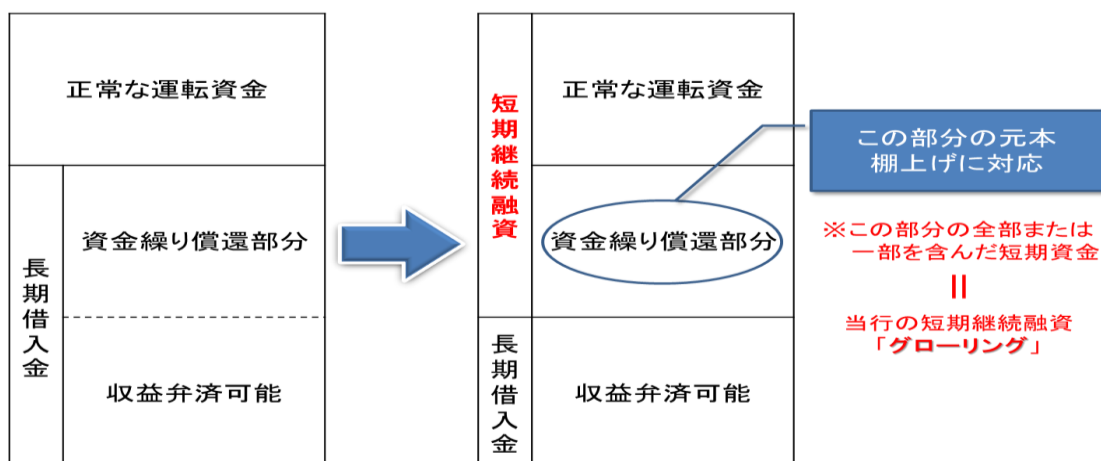 正常な運転資金
長期借入金
資金繰り償還部分
収益弁済可能
短期継続融資
正常な運転資金
資金繰り償還部分
長期借入金
収益弁済可能
この部分の元本
棚上げに対応
※この部分の全部または
一部を含んだ短期資金
||
当行の短期継続融資
「グローリング」